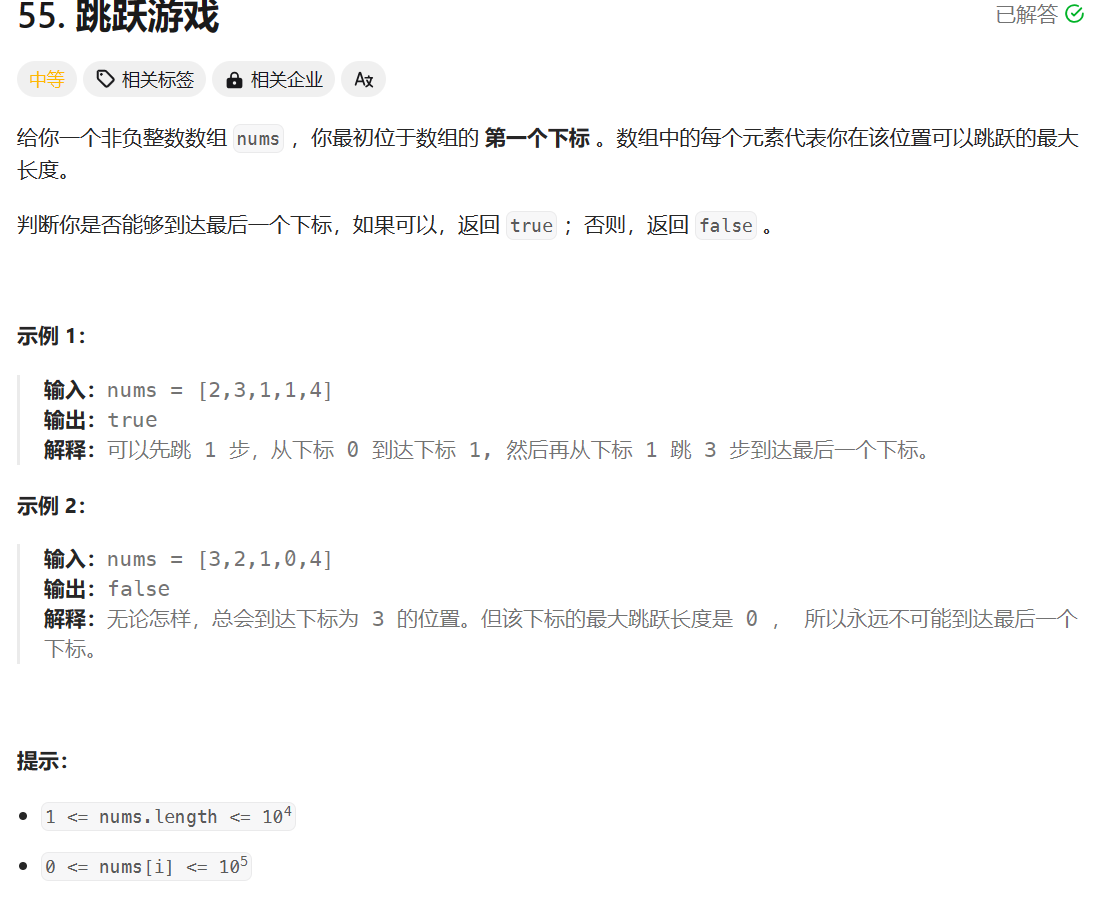 55. 跳跃游戏
已解答
中等
相关标签
相关企业
给你一个非负整数数组 nums ，你最初位于数组的 第一个下标 。数组中的每个元素代表你在该位置可以跳跃的最大
长度。
判断你是否能够到达最后一个下标，如果可以，返回 true ；否则，返回 false 。
示例 1：
输入：nums = [2,3,1,1,4]
输出：true
解释：可以先跳 1 步，从下标 0 到达下标 1, 然后再从下标 1 跳 3 步到达最后一个下标。
示例 2：
输入：nums = [3,2,1,0,4]
输出：false
解释：无论怎样，总会到达下标为 3 的位置。但该下标的最大跳跃长度是 0 ， 所以永远不可能到达最后一个
下标。
提示：
1 <= nums.length <= 10⁴
0 <= nums[i] <= 10⁵